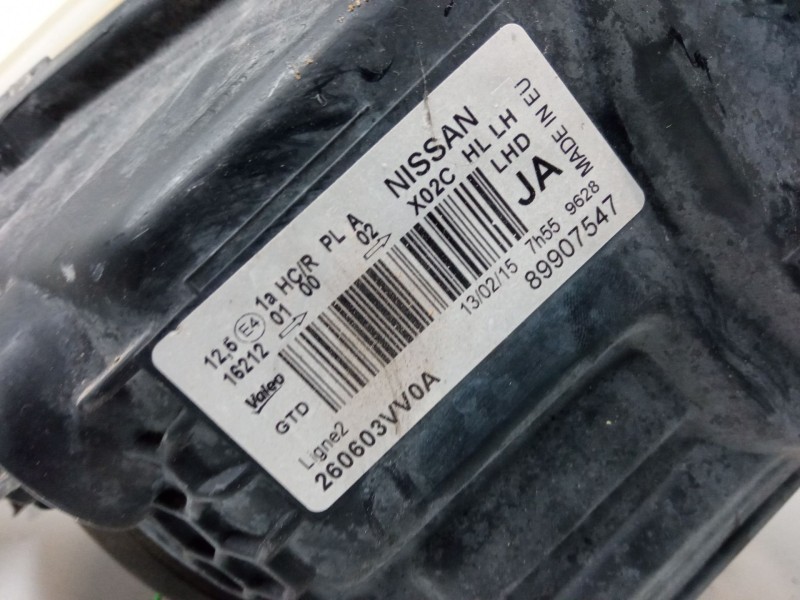 12,5 E4 1a HC/R PL A NISSAN
16212 01 00 02 X02C HL LH
LHD
MADE IN EU
Valeo
GTD
JA
Ligne2
13/02/15 7h55 9628
260603VV0A
89907547